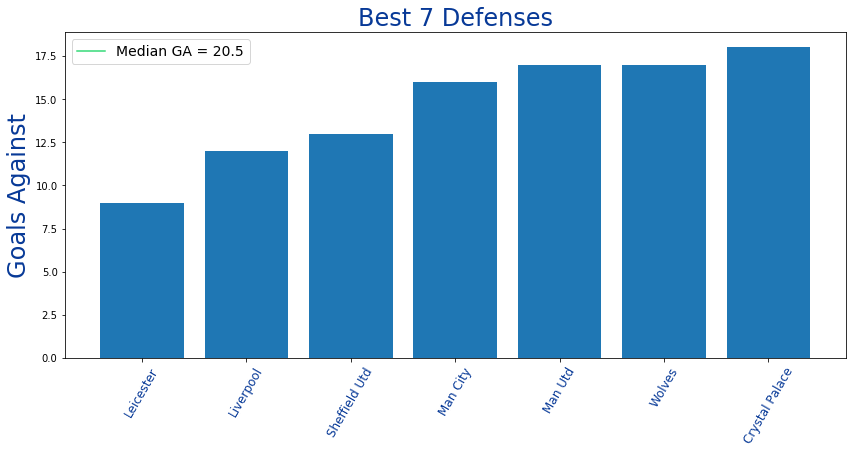 Best 7 Defenses
Median GA = 20.5
Goals Against
17.5
15.0
12.5
10.0
7.5
5.0
2.5
0.0
Leicester
Liverpool
Sheffield Utd
Man City
Man Utd
Wolves
Crystal Palace